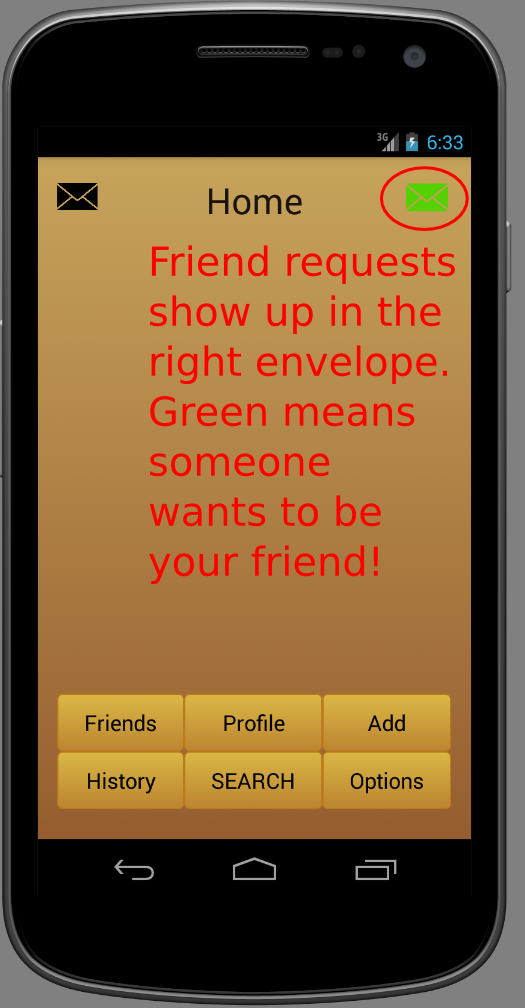 3G 6:33
Home
Friend requests
show up in the
right envelope.
Green means
someone
wants to be
your friend!
Friends Profile Add
History SEARCH Options